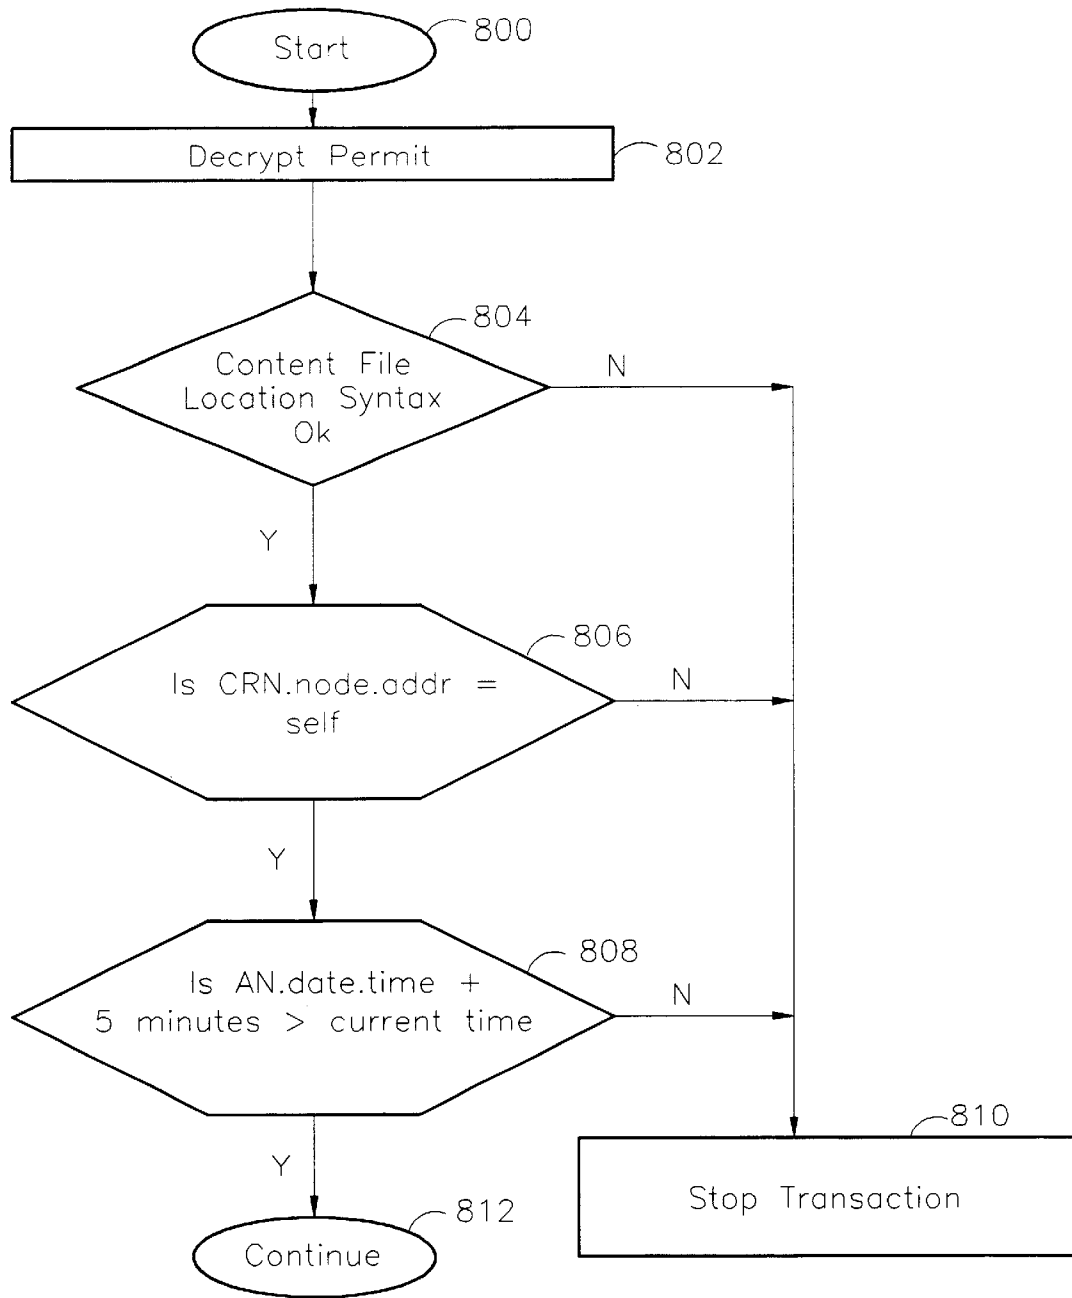 Start
800
Decrypt Permit
802
804
Content File
Location Syntax
Ok
N
Y
806
Is CRN.node.addr =
self
N
Y
808
Is AN.date.time +
5 minutes > current time
N
Y
810
Stop Transaction
812
Continue